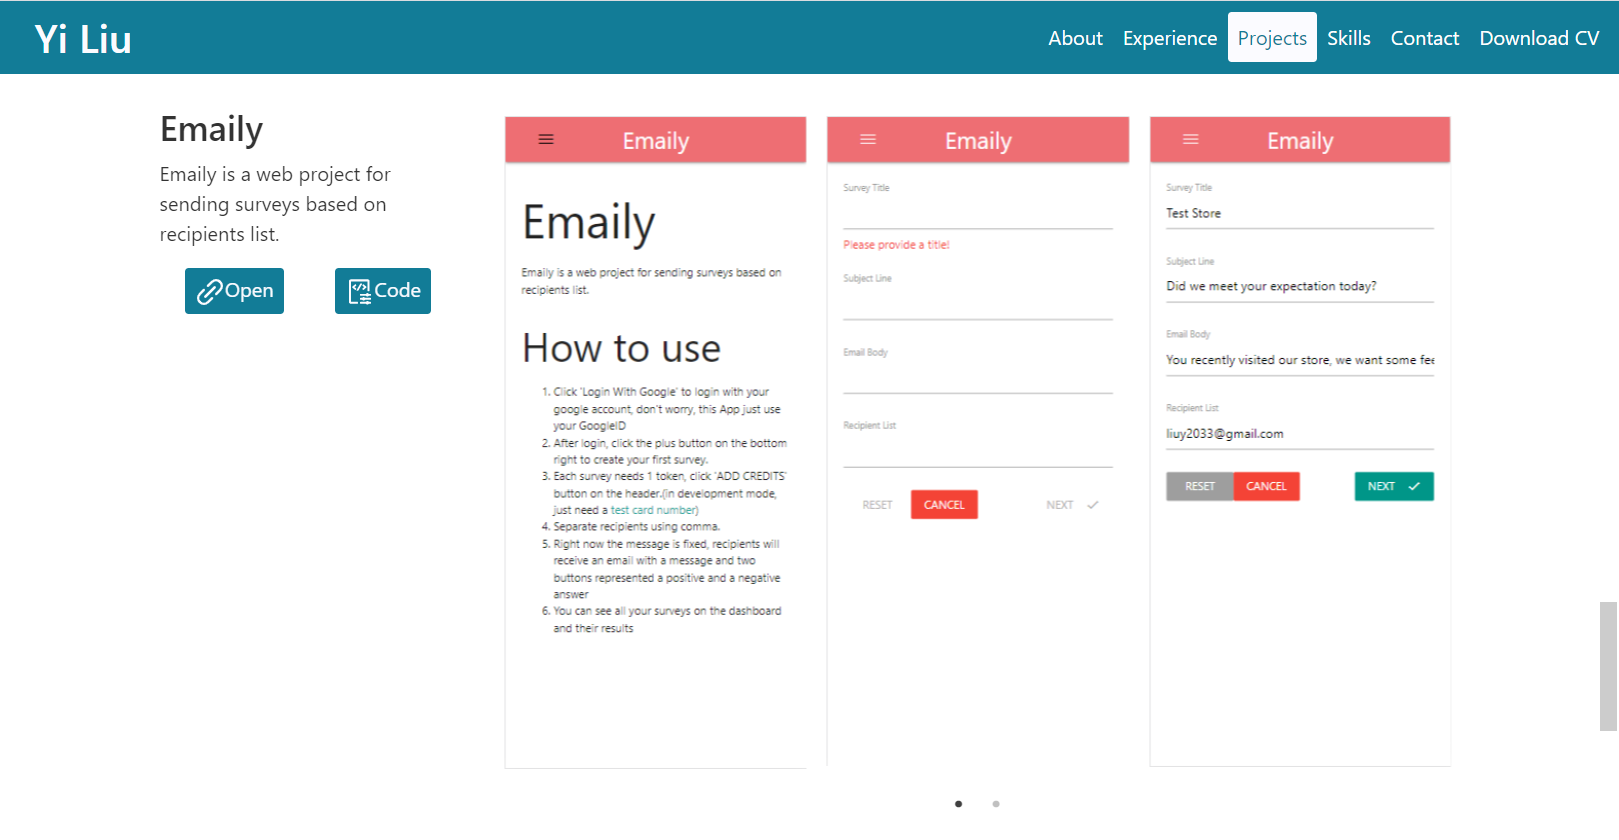 Yi Liu
About Experience Projects Skills Contact Download CV
Emaily
Emaily is a web project for
sending surveys based on
recipients list.
Open
Code
Emaily
Emaily
Emaily is a web project for sending surveys based on
recipients list.
How to use
1. Click 'Login With Google' to login with your
google account, don't worry, this App just use
your GoogleID
2. After login, click the plus button on the bottom
right to create your first survey.
3. Each survey needs 1 token, click 'ADD CREDITS'
button on the header.(in development mode,
just need a test card number)
4. Separate recipients using comma.
5. Right now the message is fixed, recipients will
receive an email with a message and two
buttons represented a positive and a negative
answer
6. You can see all your surveys on the dashboard
and their results
Emaily
Survey Title
Please provide a title!
Subject Line
Email Body
Recipient List
RESET
CANCEL
NEXT
Emaily
Survey Title
Test Store
Subject Line
Did we meet your expectation today?
Email Body
You recently visited our store, we want some fee
Recipient List
liuy2033@gmail.com
RESET
CANCEL
NEXT